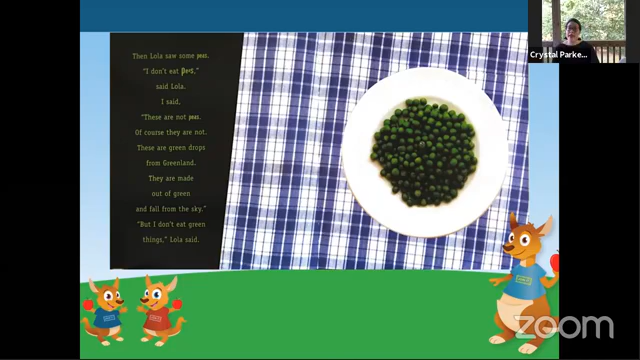 Then Lola saw some peas.
"I don't eat peas,"
said Lola.
I said,
"These are not peas.
Of course they are not.
These are green drops
from Greenland.
They are made
out of green
and fall from the sky."
"But I don't eat green
things," Lola said.
Crystal Parke...
zoom